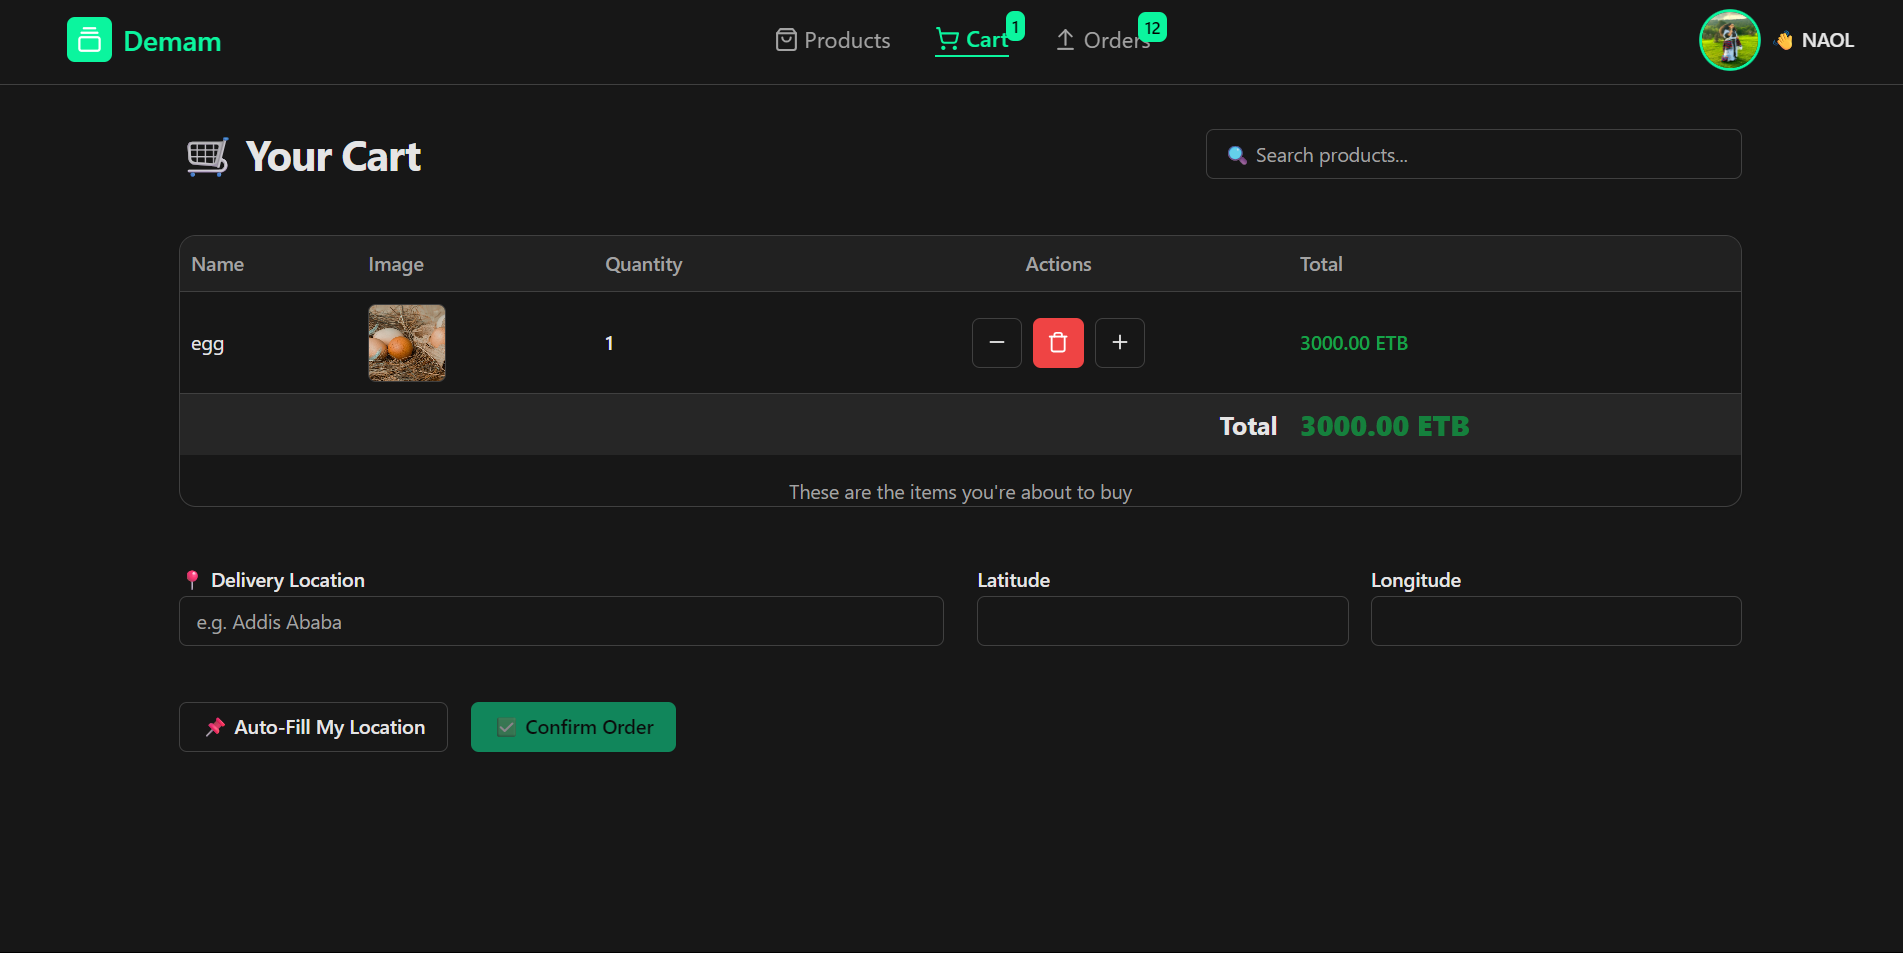 Demam
Products
Cart 1
Orders 12
👋 NAOL
🛒 Your Cart
🔍 Search products...
Name Image Quantity Actions Total
egg 1 3000.00 ETB
Total 3000.00 ETB
These are the items you're about to buy
📍 Delivery Location
Latitude
Longitude
e.g. Addis Ababa
📌 Auto-Fill My Location
✅ Confirm Order